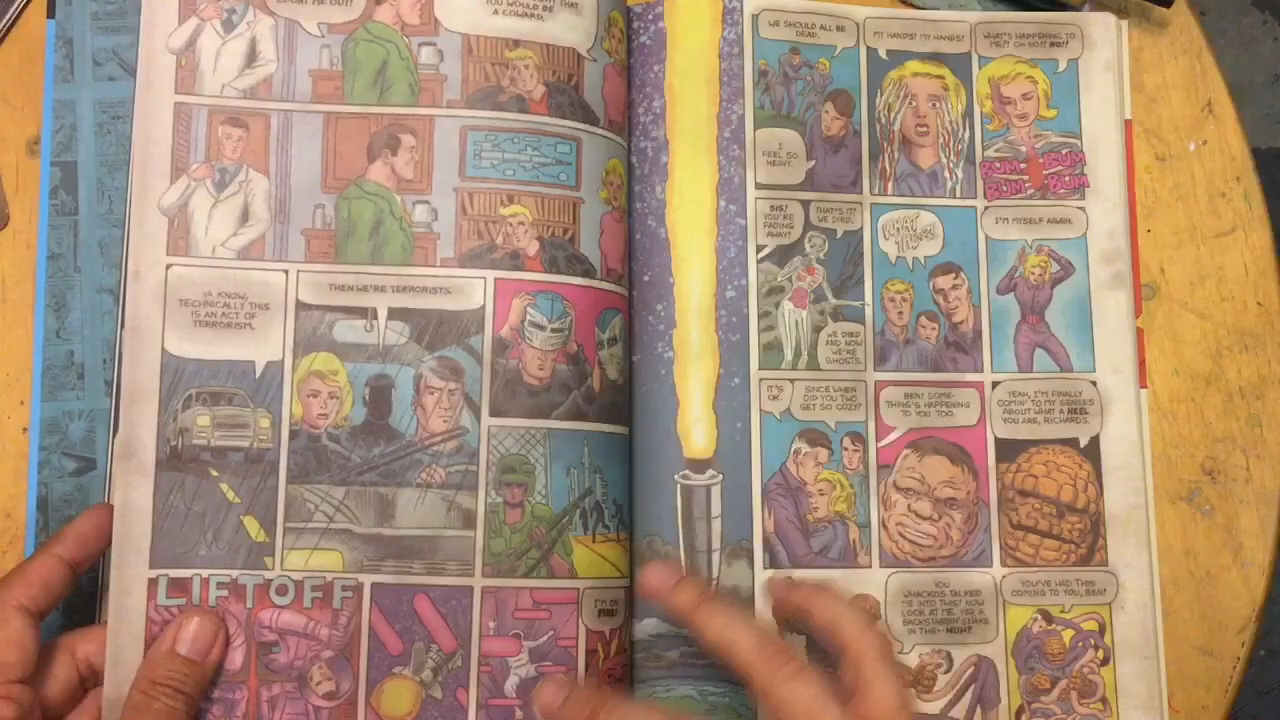 YOU WOULD BE
A COWARD.
YA KNOW,
TECHNICALLY THIS
IS AN ACT OF
TERRORISM.
THEN WE'RE TERRORISTS.
LIFTOFF
I'M ON
FIRE!
WE SHOULD ALL BE
DEAD.
I
FEEL SO
HEAVY.
MY HANDS! MY HANDS!
WHAT'S HAPPENING TO
ME?! OH NO!! NO!!
BUM BUM
BUM BUM
SIS!
YOU'RE
FADING
AWAY!
THAT'S IT!
WE DIED.
WE DIED
AND NOW
WE'RE
GHOSTS.
WHAT
THEN?!
I'M MYSELF AGAIN.
IT'S
OK.
SINCE WHEN
DID YOU TWO
GET SO COZY?
BEN! SOME-
THING'S HAPPENING
TO YOU TOO.
YEAH, I'M FINALLY
COMIN' TO MY SENSES
ABOUT WHAT A HEEL
YOU ARE, RICHARDS.
YOU
WHACKOS TALKED
ME INTO THIS! NOW
LOOK AT ME. YER A
BACKSTABBIN' SNAKE
IN THE--NUH?
YOU'VE HAD THIS
COMING TO YOU, BEN!